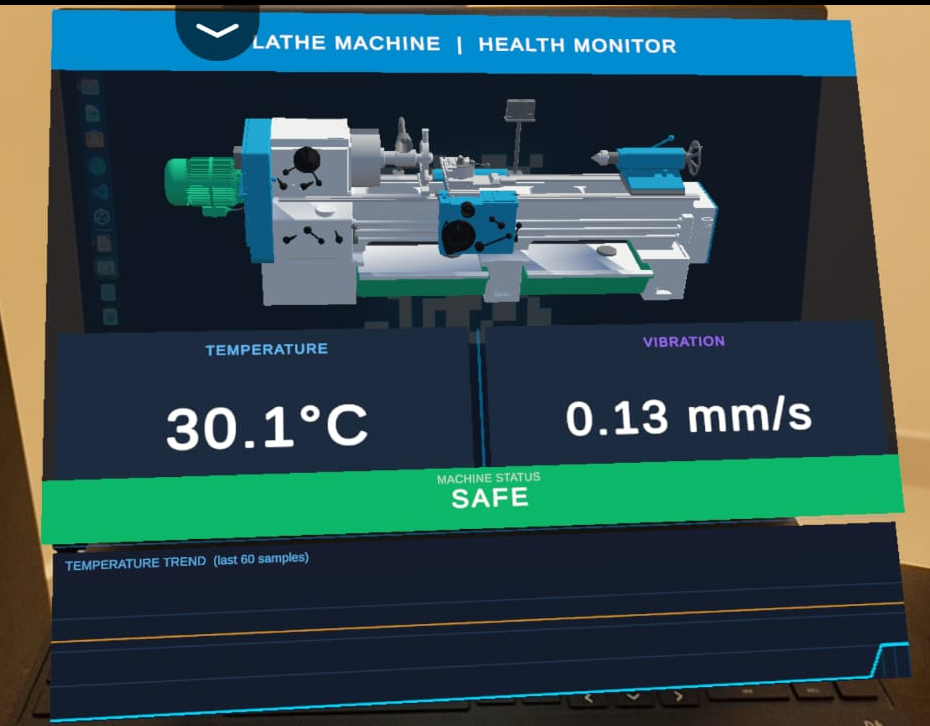 LATHE MACHINE | HEALTH MONITOR
TEMPERATURE
30.1°C
VIBRATION
0.13 mm/s
MACHINE STATUS
SAFE
TEMPERATURE TREND (last 60 samples)